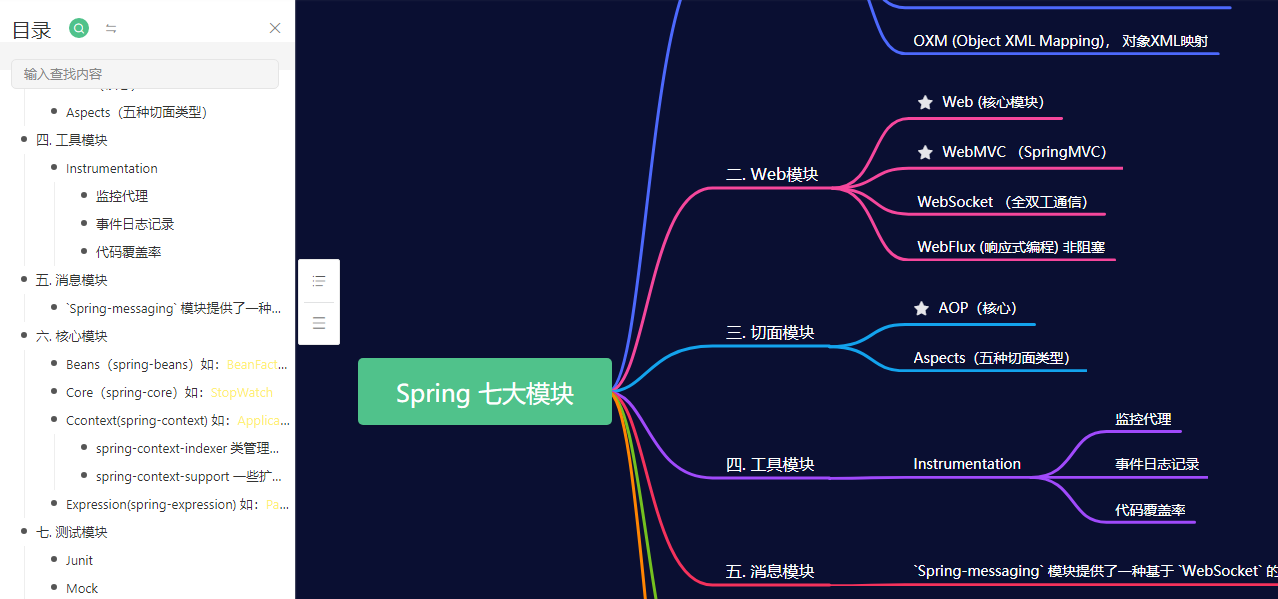 目录
输入查找内容
Aspects（五种切面类型）
四. 工具模块
Instrumentation
监控代理
事件日志记录
代码覆盖率
五. 消息模块
`Spring-messaging` 模块提供了一种...
六. 核心模块
Beans（spring-beans）如：BeanFact...
Core（spring-core）如：StopWatch
Ccontext(spring-context) 如：Applica...
spring-context-indexer 类管理...
spring-context-support 一些扩...
Expression(spring-expression) 如：Pa...
七. 测试模块
Junit
Mock
OXM (Object XML Mapping)， 对象XML映射
Web (核心模块)
WebMVC （SpringMVC）
二. Web模块
WebSocket （全双工通信）
WebFlux (响应式编程) 非阻塞
AOP（核心）
三. 切面模块
Aspects（五种切面类型）
Spring 七大模块
监控代理
四. 工具模块
Instrumentation
事件日志记录
代码覆盖率
五. 消息模块
`Spring-messaging` 模块提供了一种基于 `WebSocket` 的